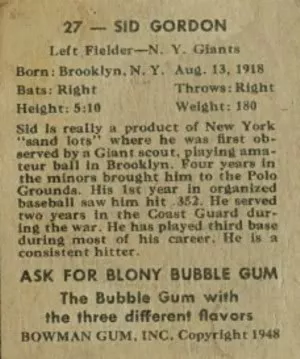 27 — SID GORDON
Left Fielder—N. Y. Giants
Born: Brooklyn, N. Y. Aug. 13, 1918
Bats: Right Throws: Right
Height: 5:10 Weight: 180
Sid is really a product of New York
"sand lots" where he was first ob-
served by a Giant scout, playing ama-
teur ball in Brooklyn. Four years in
the minors brought him to the Polo
Grounds. His 1st year in organized
baseball saw him hit .352. He served
two years in the Coast Guard dur-
ing the war. He has played third base
during most of his career. He is a
consistent hitter.
ASK FOR BLONY BUBBLE GUM
The Bubble Gum with
the three different flavors
BOWMAN GUM, INC. Copyright 1948